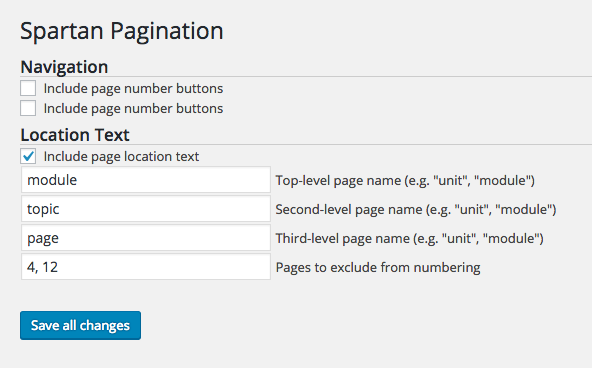 Spartan Pagination
Navigation
Include page number buttons
Include page number buttons
Location Text
Include page location text
module Top-level page name (e.g. "unit", "module")
topic Second-level page name (e.g. "unit", "module")
page Third-level page name (e.g. "unit", "module")
4, 12 Pages to exclude from numbering
Save all changes